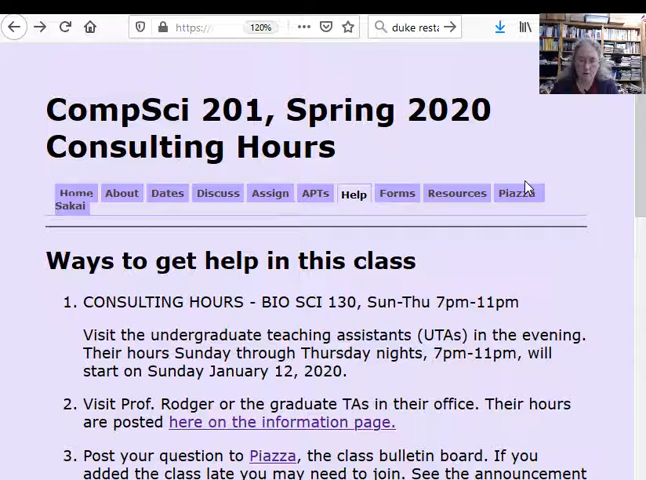 https://
120%
duke resta
CompSci 201, Spring 2020
Consulting Hours
Home About Dates Discuss Assign APTs Help Forms Resources Piazza
Sakai
Ways to get help in this class
1. CONSULTING HOURS - BIO SCI 130, Sun-Thu 7pm-11pm
Visit the undergraduate teaching assistants (UTAs) in the evening.
Their hours Sunday through Thursday nights, 7pm-11pm, will
start on Sunday January 12, 2020.
2. Visit Prof. Rodger or the graduate TAs in their office. Their hours
are posted here on the information page.
3. Post your question to Piazza, the class bulletin board. If you
added the class late you may need to join. See the announcement